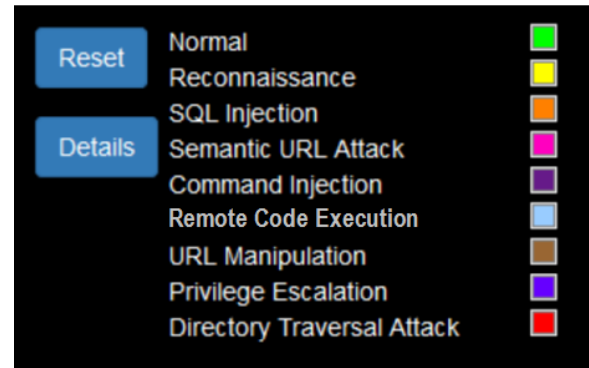 Reset
Details
Normal
Reconnaissance
SQL Injection
Semantic URL Attack
Command Injection
Remote Code Execution
URL Manipulation
Privilege Escalation
Directory Traversal Attack